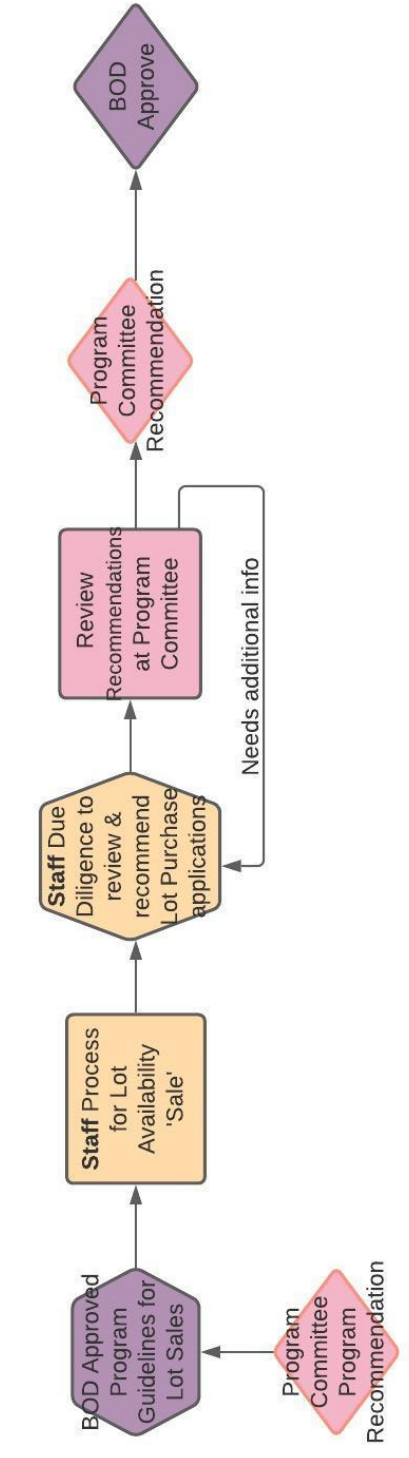 BOD Approved
Program
Guidelines for
Lot Sales
Program
Committee
Program
Recommendation
Staff Process
for Lot
Availability
'Sale'
Staff Due
Diligence to
review &
recommend
Lot Purchase
applications
Review
Recommendations
at Program
Committee
Needs additional info
Program
Committee
Recommendation
BOD
Approve